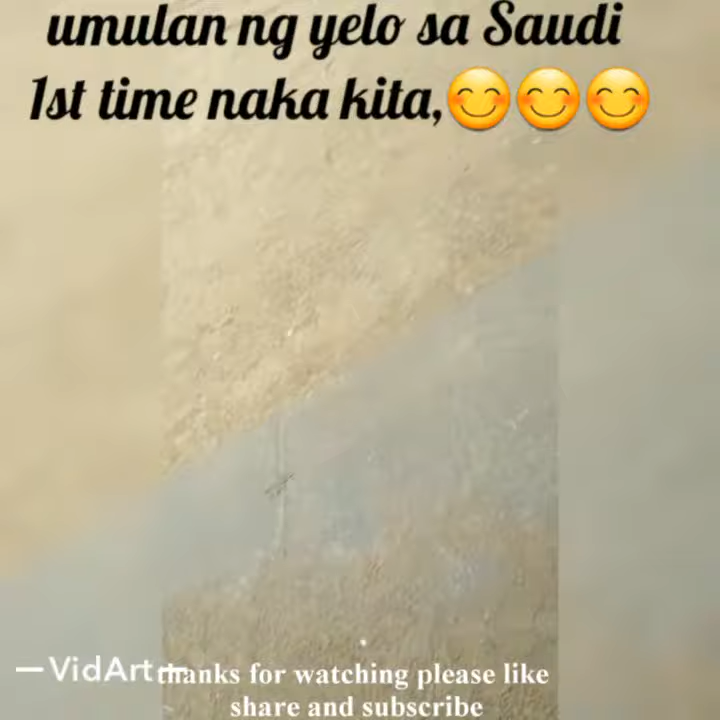 umulan ng yelo sa Saudi
1st time naka kita,😊😊😊
VidArt
thanks for watching please like
share and subscribe